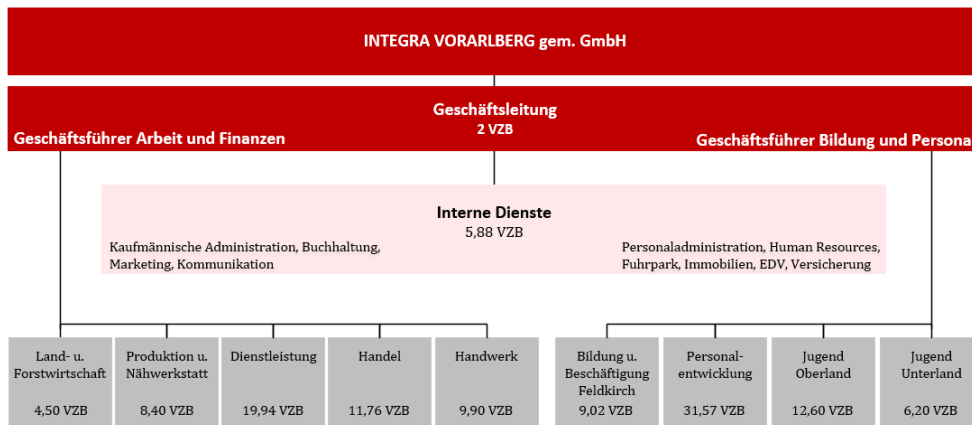 INTEGRA VORARLBERG gem. GmbH
Geschäftsleitung
2 VZB
Geschäftsführer Arbeit und Finanzen
Geschäftsführer Bildung und Persona
Interne Dienste
5,88 VZB
Kaufmännische Administration, Buchhaltung,
Marketing, Kommunikation
Personaladministration, Human Resources,
Fuhrpark, Immobilien, EDV, Versicherung
Land- u.
Forstwirtschaft
4,50 VZB
Produktion u.
Nähwerkstatt
8,40 VZB
Dienstleistung
19,94 VZB
Handel
11,76 VZB
Handwerk
9,90 VZB
Bildung u.
Beschäftigung
Feldkirch
9,02 VZB
Personal-
entwicklung
31,57 VZB
Jugend
Oberland
12,60 VZB
Jugend
Unterland
6,20 VZB